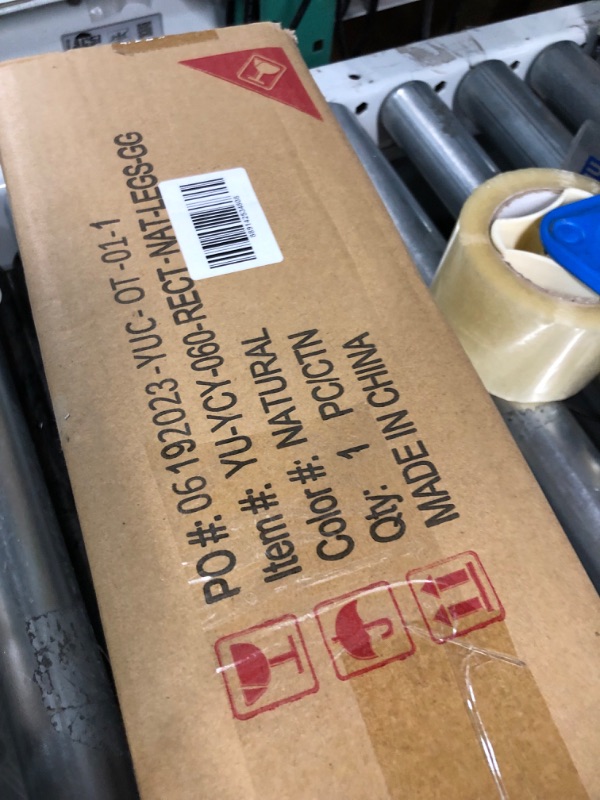 PO #: 06192023 -YUC- OT -01-1
Item #: YU-YCY-060-RECT-NAT-LEGS-GG
Color #: NATURAL
Qty: 1 PC/CTN
MADE IN CHINA